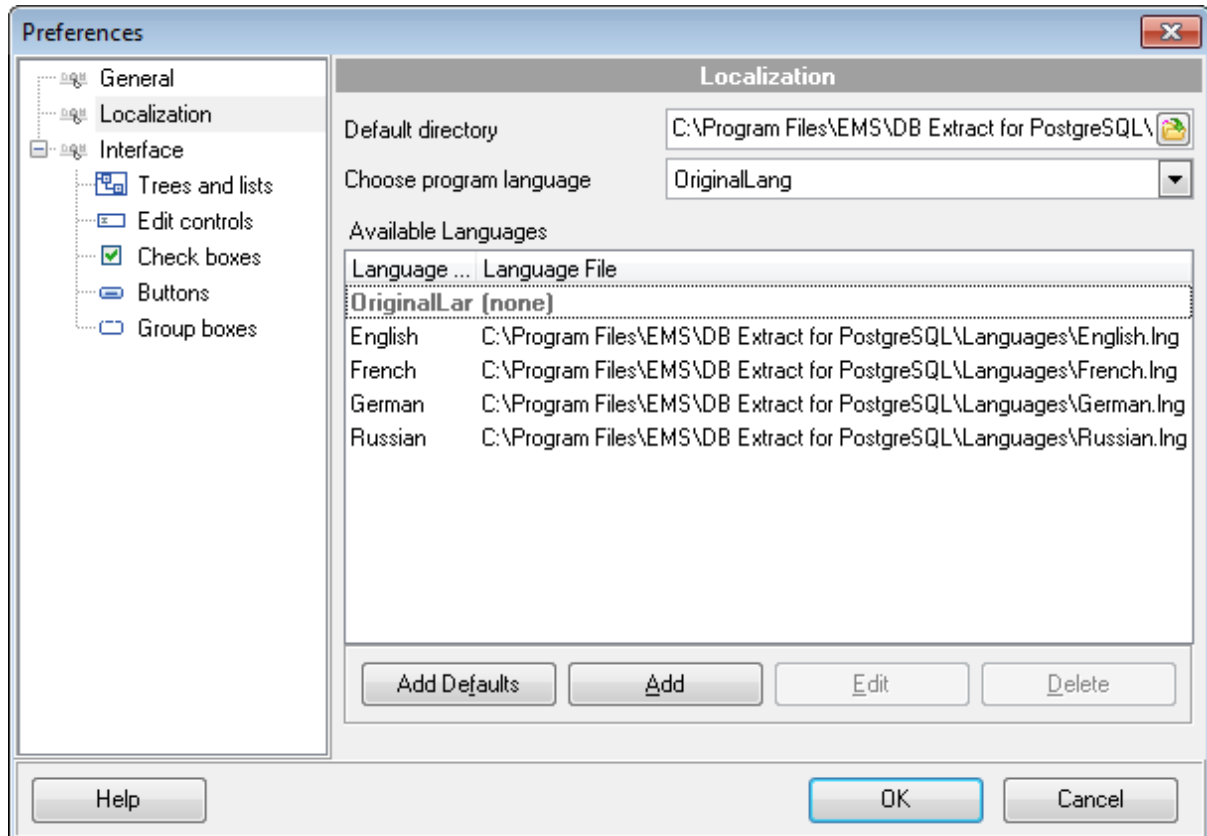 Preferences
General
Localization
Interface
Trees and lists
Edit controls
Check boxes
Buttons
Group boxes
Localization
Default directory
C:\Program Files\EMS\DB Extract for PostgreSQL\
Choose program language
OriginalLang
Available Languages
Language ... Language File
OriginalLar (none)
English C:\Program Files\EMS\DB Extract for PostgreSQL\Languages\English.lng
French C:\Program Files\EMS\DB Extract for PostgreSQL\Languages\French.lng
German C:\Program Files\EMS\DB Extract for PostgreSQL\Languages\German.lng
Russian C:\Program Files\EMS\DB Extract for PostgreSQL\Languages\Russian.lng
Add Defaults Add Edit Delete
Help OK Cancel